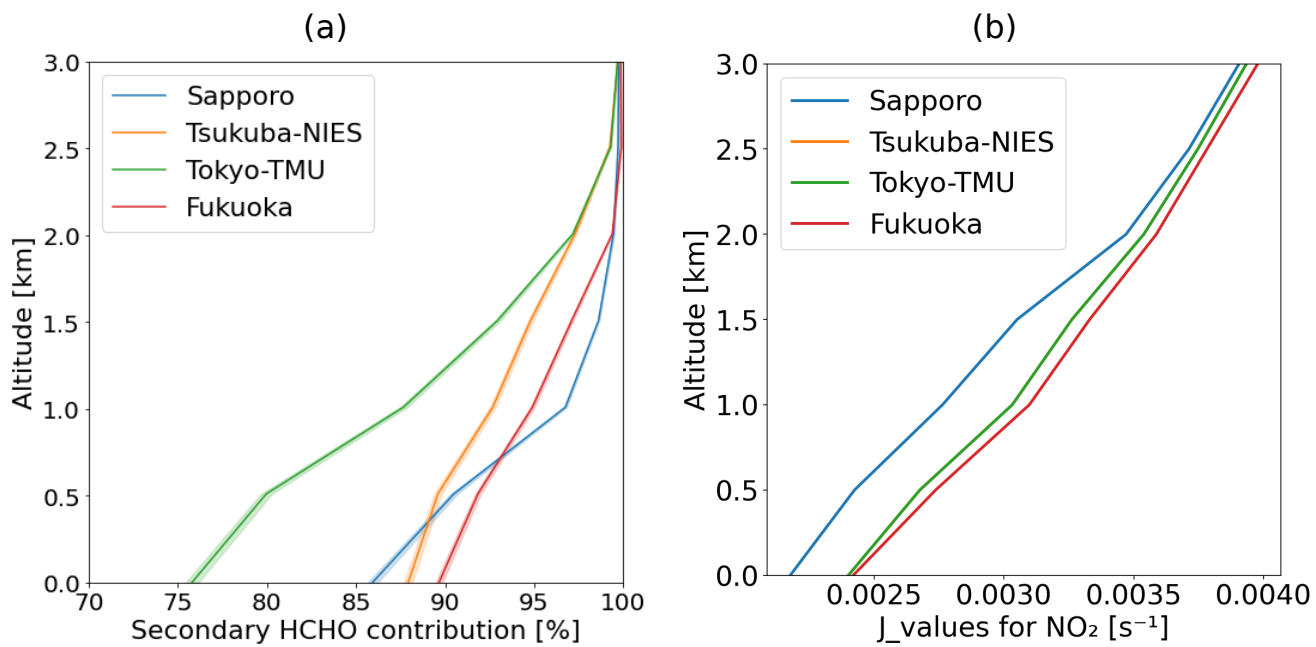 (a)
3.0
2.5
2.0
1.5
1.0
0.5
0.0
Altitude [km]
Sapporo
Tsukuba-NIES
Tokyo-TMU
Fukuoka
70 75 80 85 90 95 100
Secondary HCHO contribution [%]
(b)
3.0
2.5
2.0
1.5
1.0
0.5
0.0
Altitude [km]
Sapporo
Tsukuba-NIES
Tokyo-TMU
Fukuoka
0.0025 0.0030 0.0035 0.0040
J_values for NO₂ [s⁻¹]